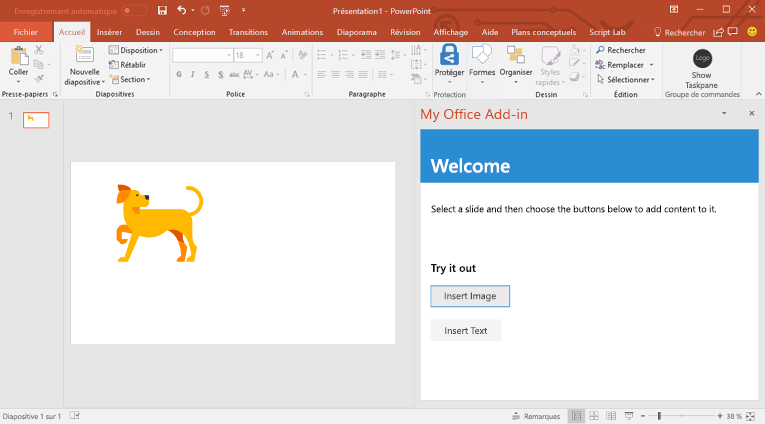 Enregistrement automatique
Présentation1 - PowerPoint
Fichier Accueil Insérer Dessin Conception Transitions Animations Diaporama Révision Affichage Aide Plans conceptuels Script Lab Rechercher
Coller
Nouvelle diapositive
Disposition
Rétablir
Section
18
G I S S abc AV Aa A
Protéger
Formes
Organiser
Styles rapides
Rechercher
Remplacer
Sélectionner
Logo
Show Taskpane
Presse-papiers Diapositives Police Paragraphe Protection Dessin Édition Groupe de commandes
1
My Office Add-in
Welcome
Select a slide and then choose the buttons below to add content to it.
Try it out
Insert Image
Insert Text
Diapositive 1 sur 1 Remarques 38 %